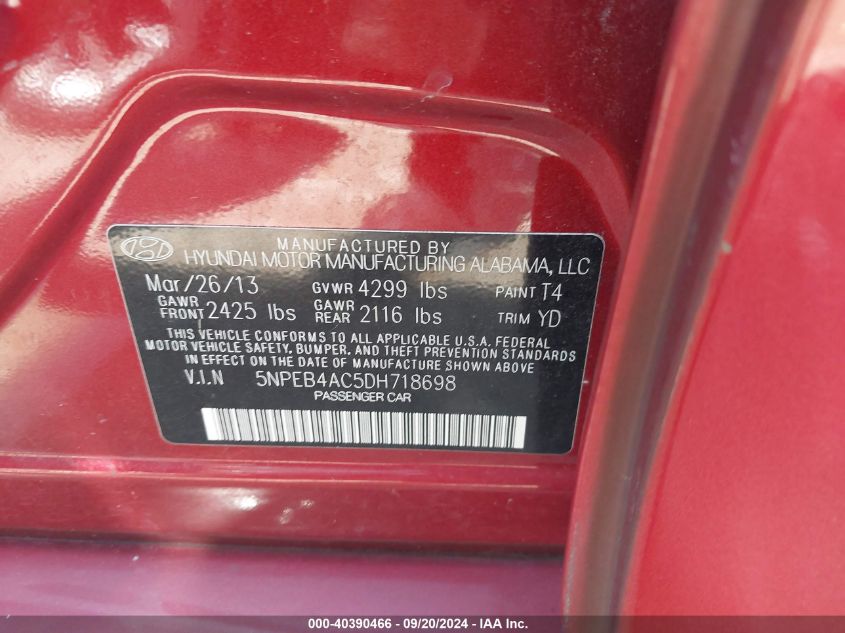 MANUFACTURED BY
HYUNDAI MOTOR MANUFACTURING ALABAMA, LLC
Mar/26/13 GVWR 4299 lbs PAINT T4
GAWR FRONT 2425 lbs GAWR REAR 2116 lbs TRIM YD
THIS VEHICLE CONFORMS TO ALL APPLICABLE U.S.A. FEDERAL
MOTOR VEHICLE SAFETY, BUMPER, AND THEFT PREVENTION STANDARDS
IN EFFECT ON THE DATE OF MANUFACTURE SHOWN ABOVE.
V.I.N 5NPEB4AC5DH718698
PASSENGER CAR
000-40390466 - 09/20/2024 - IAA Inc.